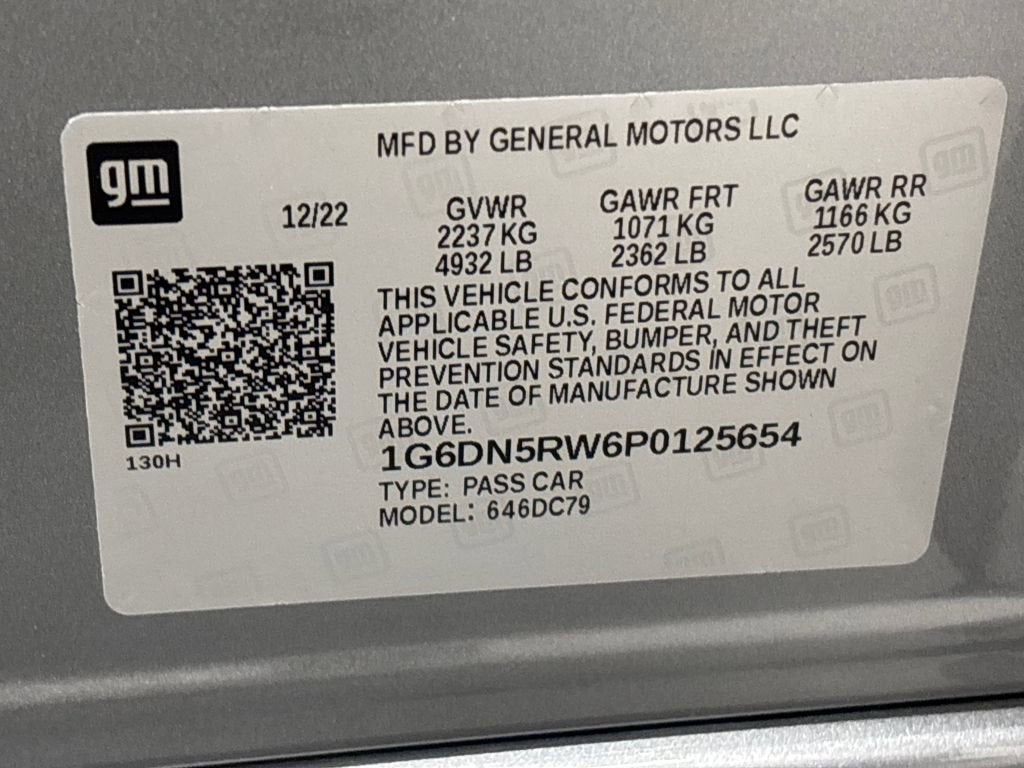 gm
MFD BY GENERAL MOTORS LLC
12/22 GVWR GAWR FRT GAWR RR
2237 KG 1071 KG 1166 KG
4932 LB 2362 LB 2570 LB
THIS VEHICLE CONFORMS TO ALL
APPLICABLE U.S. FEDERAL MOTOR
VEHICLE SAFETY, BUMPER, AND THEFT
PREVENTION STANDARDS IN EFFECT ON
THE DATE OF MANUFACTURE SHOWN
ABOVE.
130H
1G6DN5RW6P0125654
TYPE: PASS CAR
MODEL: 646DC79